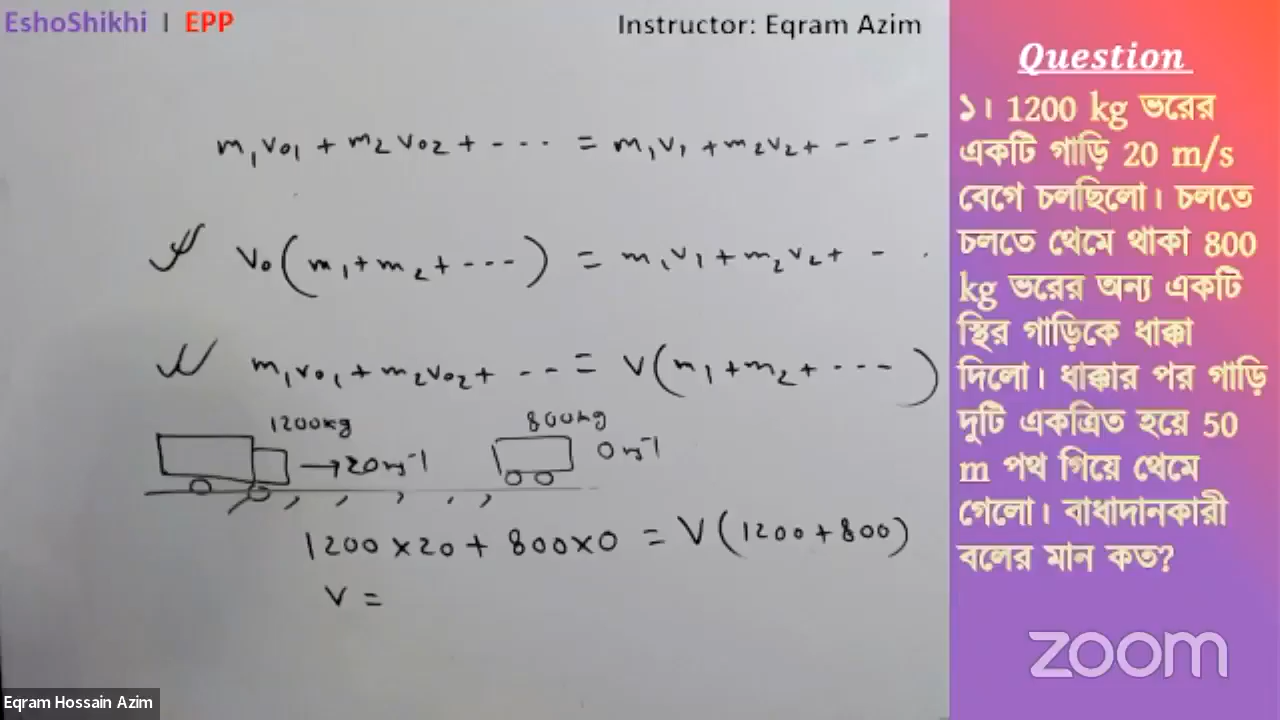 EshoShikhi | EPP
Instructor: Eqram Azim
m₁v₀₁ + m₂v₀₂ + --- = m₁v₁ + m₂v₂ + ----
v₀(m₁+m₂+---) = m₁v₁ + m₂v₂ + -
m₁v₀₁ + m₂v₀₂ + --- = v(m₁+m₂+---)
1200kg
800kg
→20ms⁻¹
0ms⁻¹
1200×20 + 800×0 = V(1200+800)
V =
Question
১। 1200 kg ভরের
একটি গাড়ি 20 m/s
বেগে চলছিলো। চলতে
চলতে থেমে থাকা 800
kg ভরের অন্য একটি
স্থির গাড়িকে ধাক্কা
দিলো। ধাক্কার পর গাড়ি
দুটি একত্রিত হয়ে 50
m পথ গিয়ে থেমে
গেলো। বাধাদানকারী
বলের মান কত?
zoom
Eqram Hossain Azim